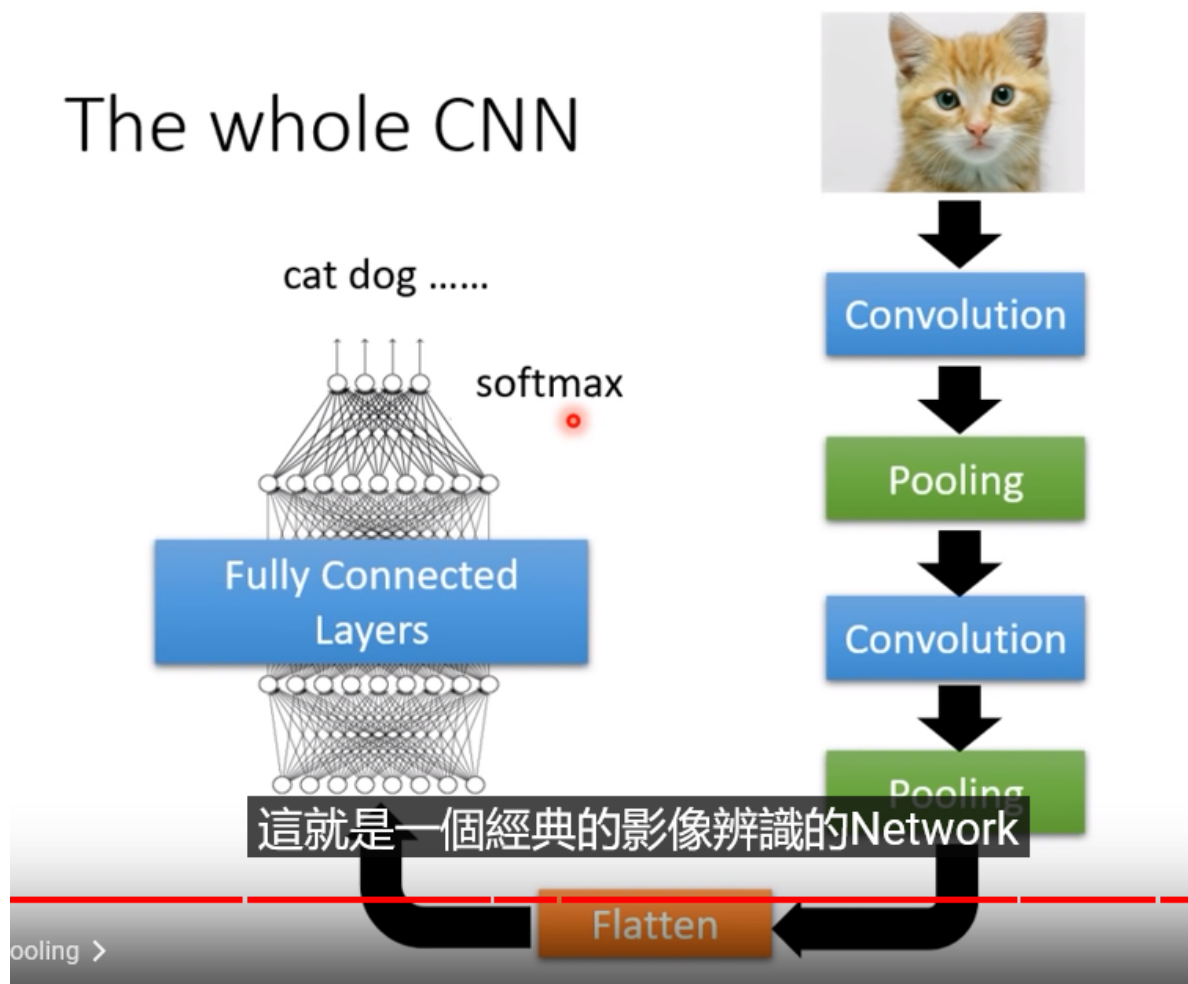 The whole CNN
cat dog ......
softmax
Fully Connected
Layers
Convolution
Pooling
Convolution
Pooling
Flatten
這就是一個經典的影像辨識的Network
ooling >